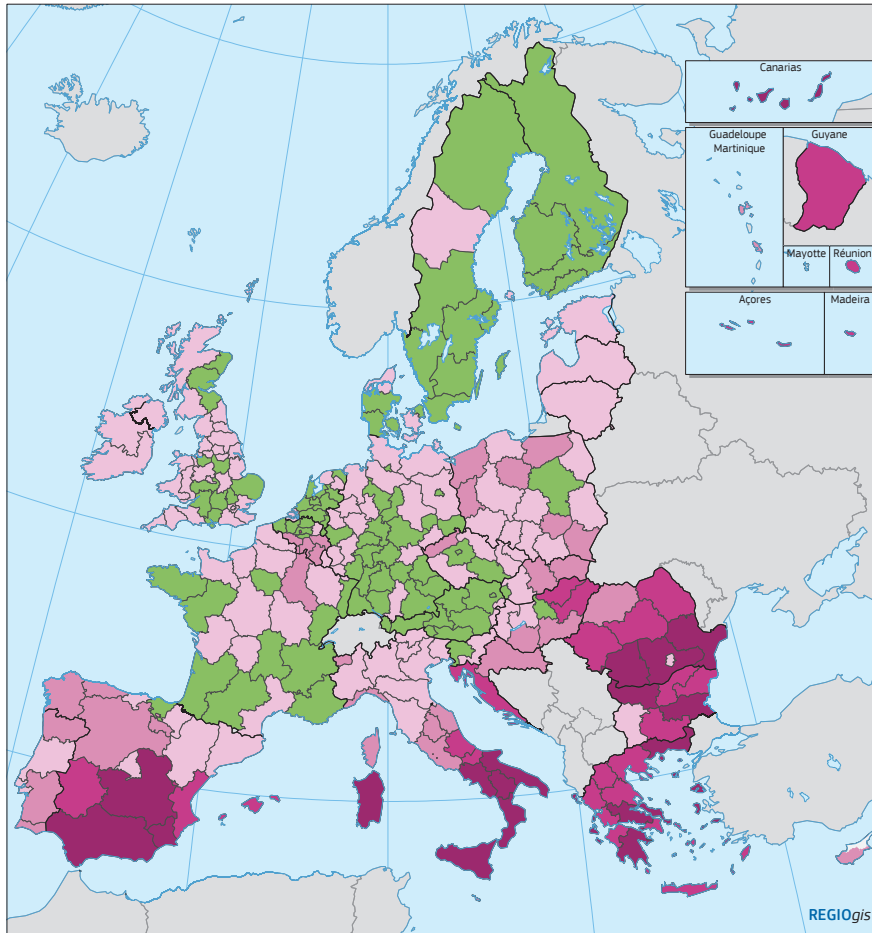 Canarias
Guadeloupe
Martinique
Guyane
Mayotte
Réunion
Açores
Madeira
REGIOgis